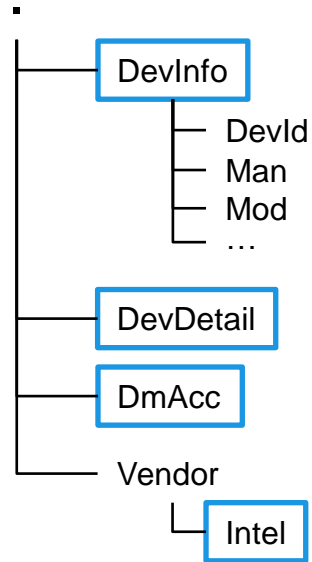 .
DevInfo
DevId
Man
Mod
…
DevDetail
DmAcc
Vendor
Intel